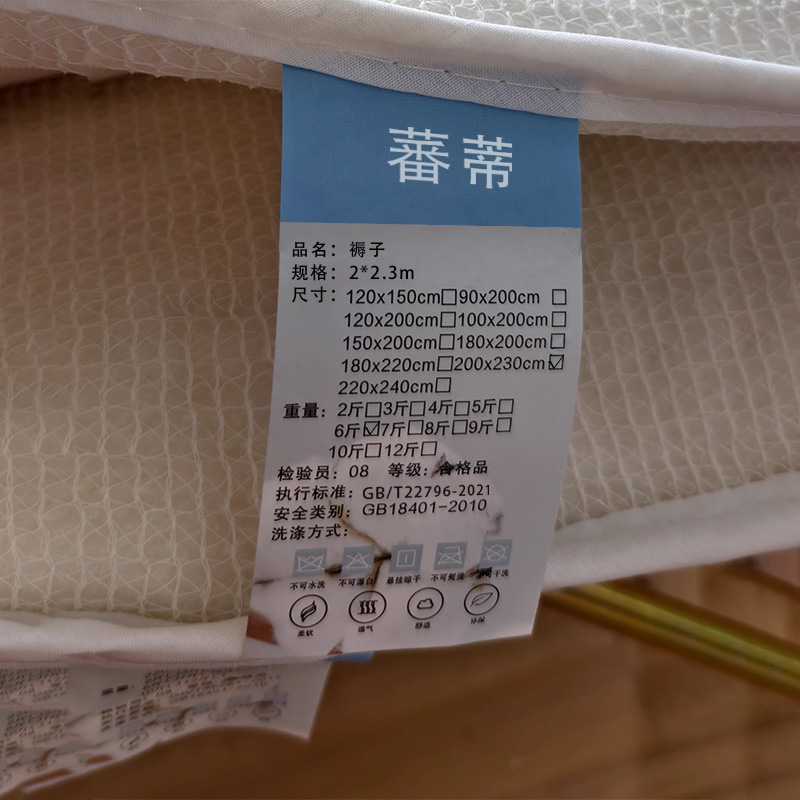 蕃蒂
品名：褥子
规格：2*2.3m
尺寸：120x150cm□90x200cm □
120x200cm□100x200cm□
150x200cm□180x200cm□
180x220cm□200x230cm☑
220x240cm□
重量：2斤□3斤□4斤□5斤□
6斤☑7斤□8斤□9斤□
10斤□12斤□
检验员：08 等级：合格品
执行标准：GB/T22796-2021
安全类别：GB18401-2010
洗涤方式：
不可水洗 不可漂白 悬挂晾干 不可熨烫 不可干洗
柔软 透气 舒适 环保